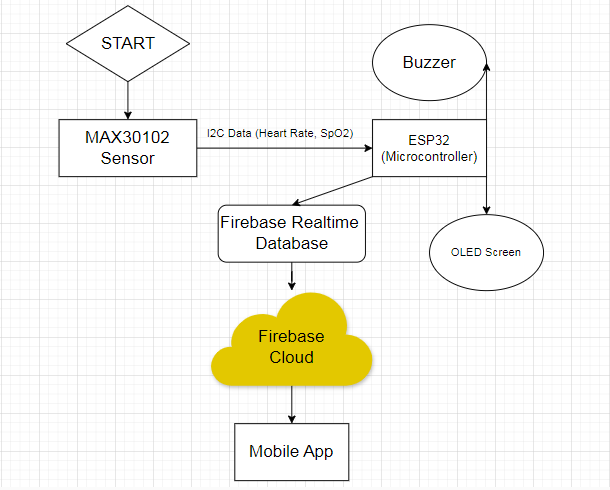 START
Buzzer
MAX30102
Sensor
I2C Data (Heart Rate, SpO2)
ESP32
(Microcontroller)
Firebase Realtime
Database
OLED Screen
Firebase
Cloud
Mobile App